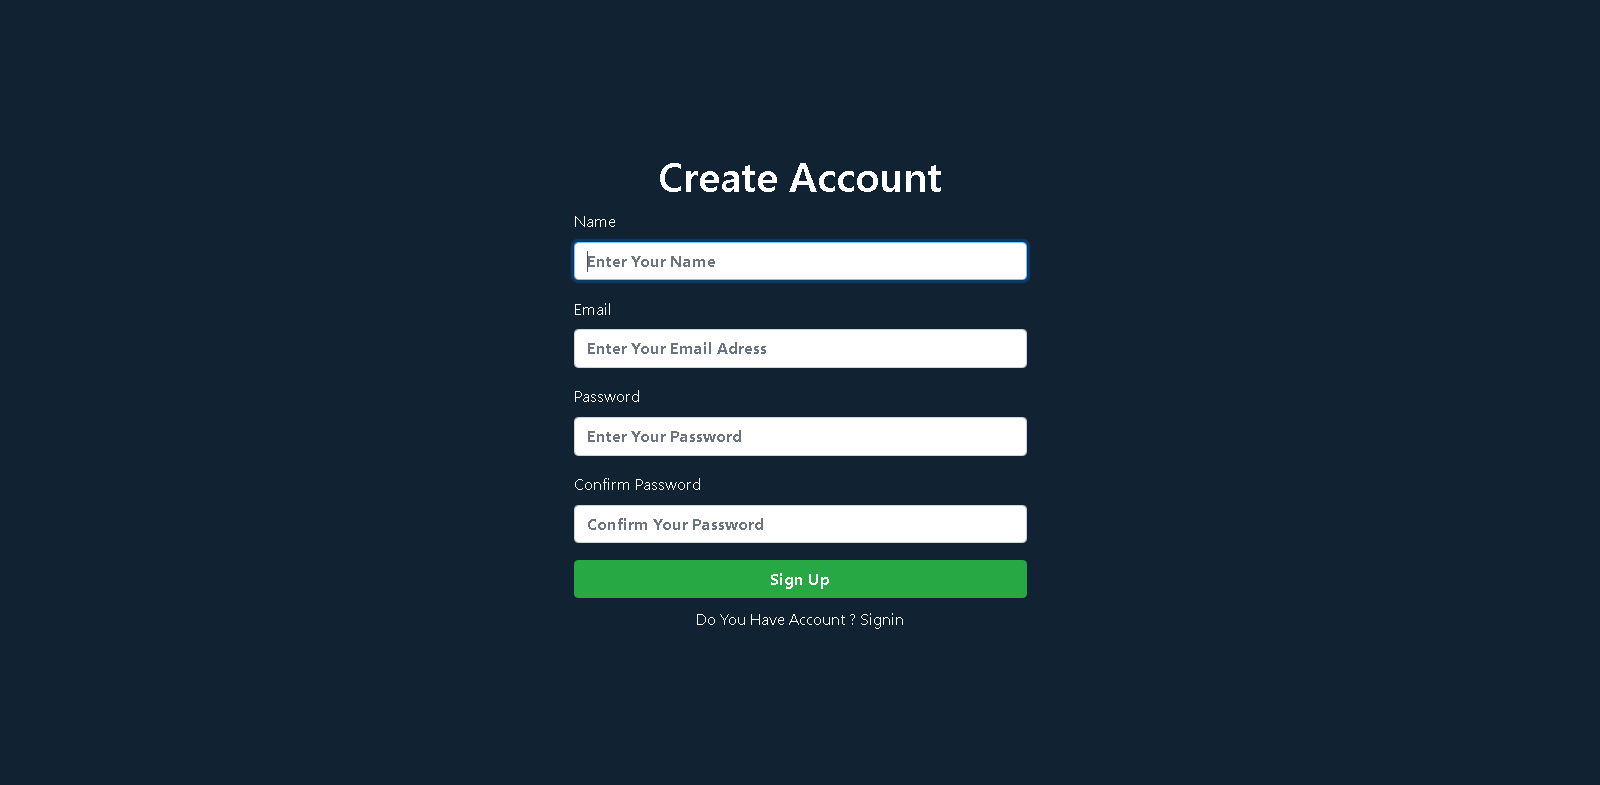 Create Account
Name
Enter Your Name
Email
Enter Your Email Adress
Password
Enter Your Password
Confirm Password
Confirm Your Password
Sign Up
Do You Have Account ? Signin